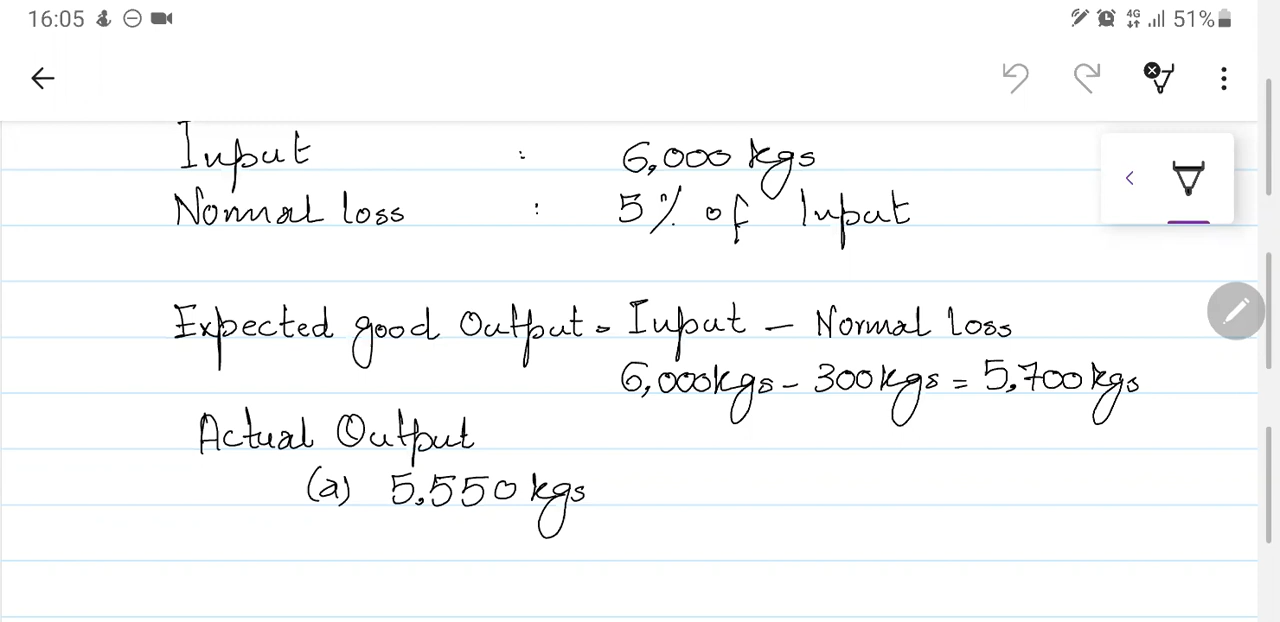 16:05 4G 51%
Input : 6,000 kgs
Normal loss : 5% of Input
Expected good Output = Input - Normal loss
6,000kgs - 300kgs = 5,700kgs
Actual Output
(a) 5,550 kgs